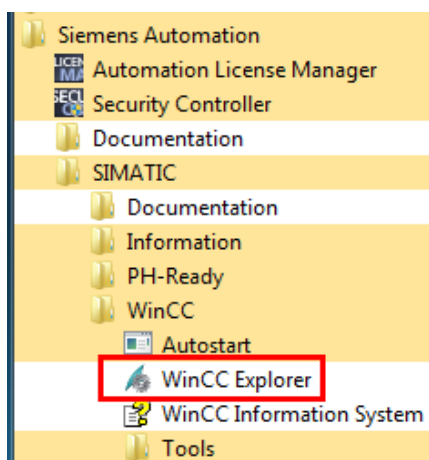 Siemens Automation
Automation License Manager
Security Controller
Documentation
SIMATIC
Documentation
Information
PH-Ready
WinCC
Autostart
WinCC Explorer
WinCC Information System
Tools